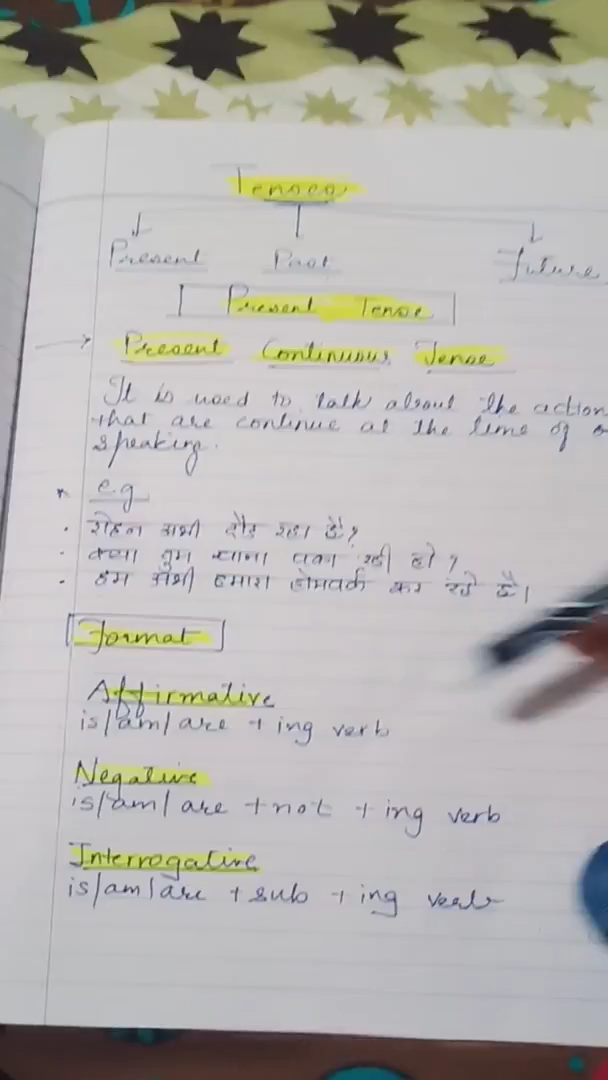 Tenses
Present Past Future
Present Tense
→ Present Continuous Tense
It is used to talk about the action
that are continue at the time of
speaking.
* e.g
. रोहन अभी दौड रहा है?
. क्या तुम खाना पका रही हो?
. हम अभी हमारा होमवर्क कर रहे हैं।
Format
Affirmative
is/am/are + ing verb
Negative
is/am/are + not + ing verb
Interrogative
is/am/are + sub + ing verb